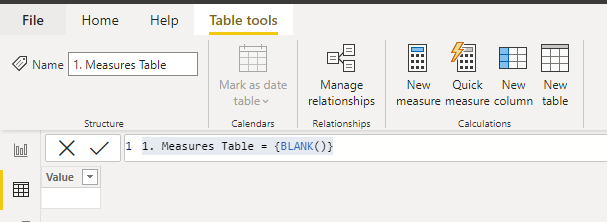 File Home Help Table tools
Name 1. Measures Table
Mark as date table
Manage relationships
New measure
Quick measure
New column
New table
Structure Calendars Relationships Calculations
1 1. Measures Table = {BLANK()}
Value